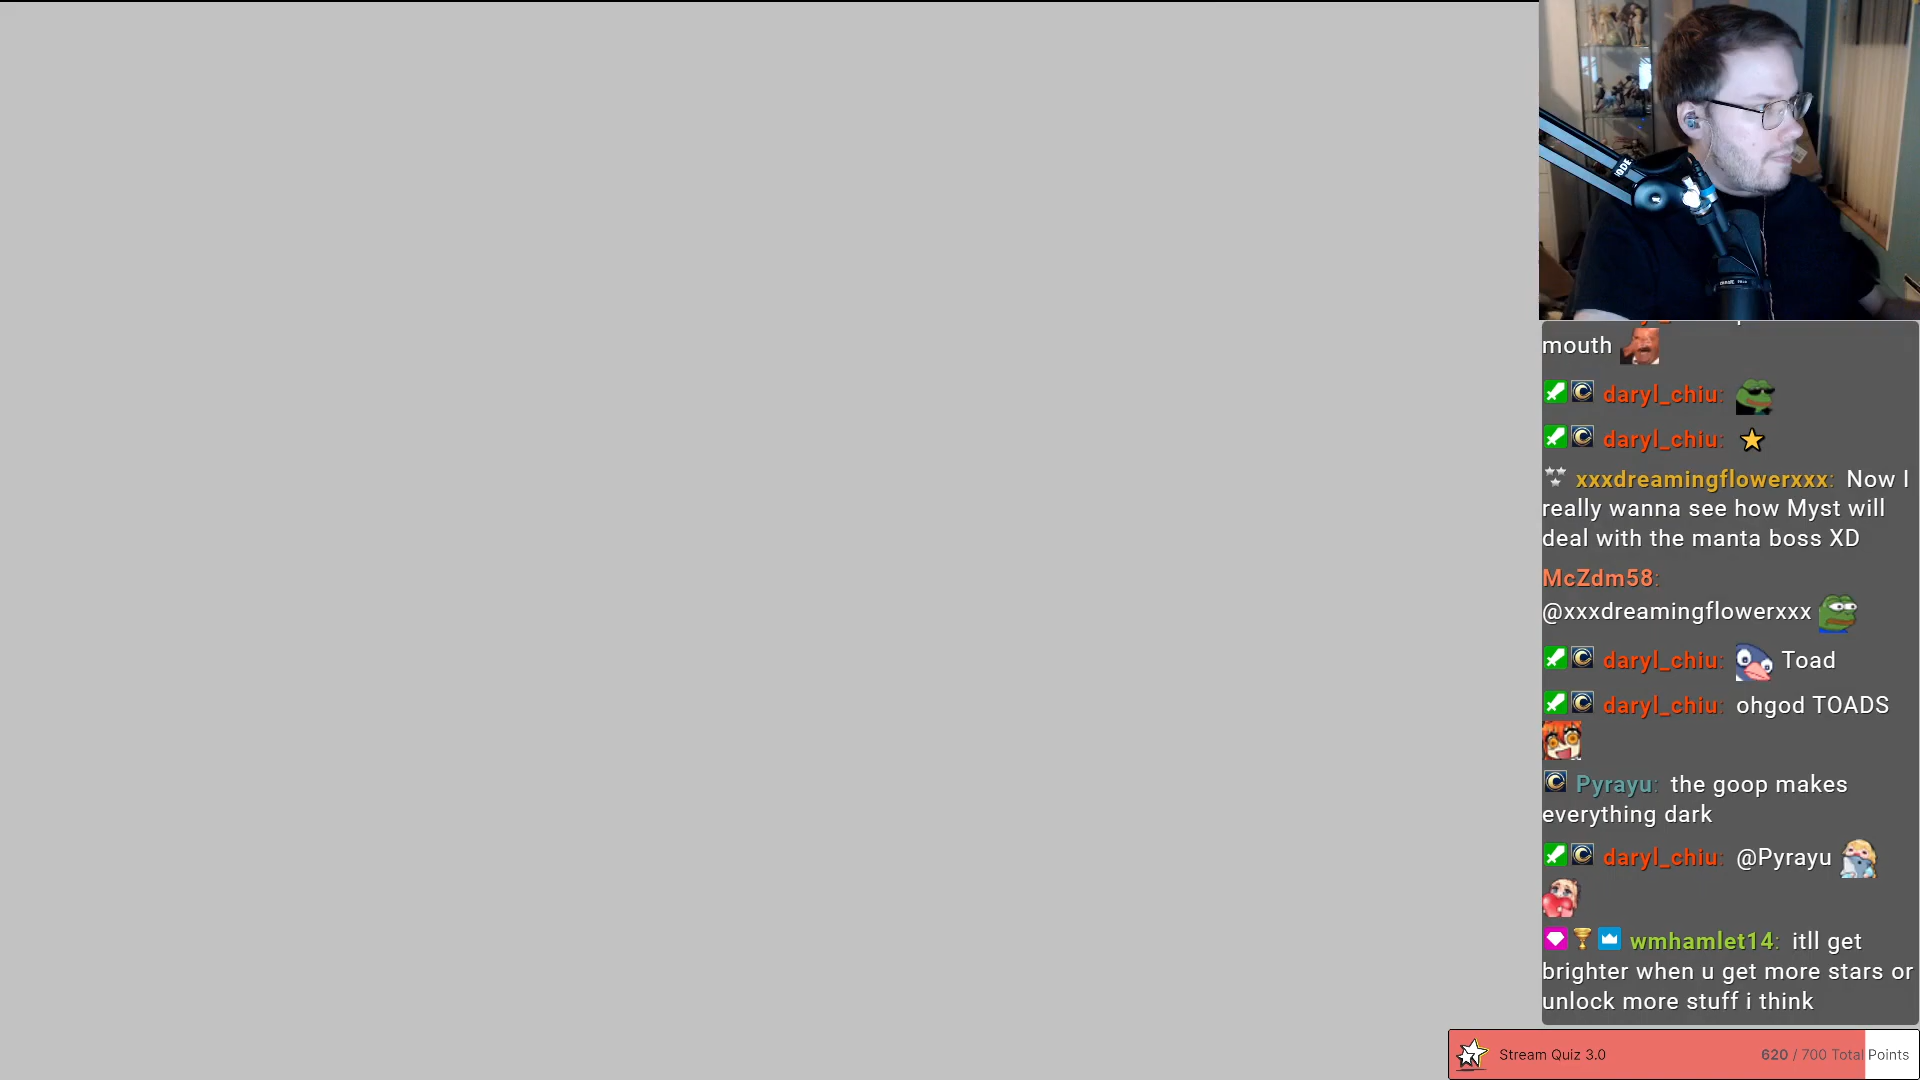 mouth
daryl_chiu:
daryl_chiu:
xxxdreamingflowerxxx: Now I
really wanna see how Myst will
deal with the manta boss XD
McZdm58:
@xxxdreamingflowerxxx
daryl_chiu: Toad
daryl_chiu: ohgod TOADS
Pyrayu: the goop makes
everything dark
daryl_chiu: @Pyrayu
wmhamlet14: itll get
brighter when u get more stars or
unlock more stuff i think
Stream Quiz 3.0 620 / 700 Total Points